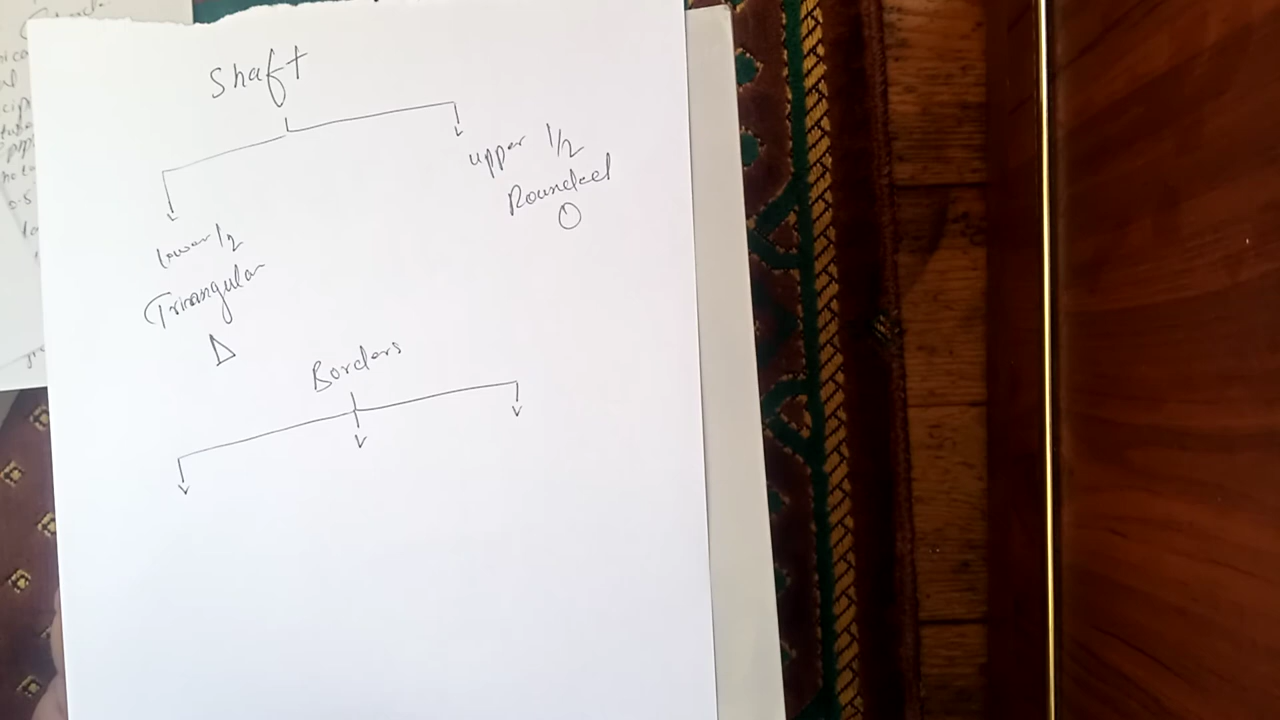 Shaft
upper 1/2
Rounded
lower 1/2
Triangular
Borders